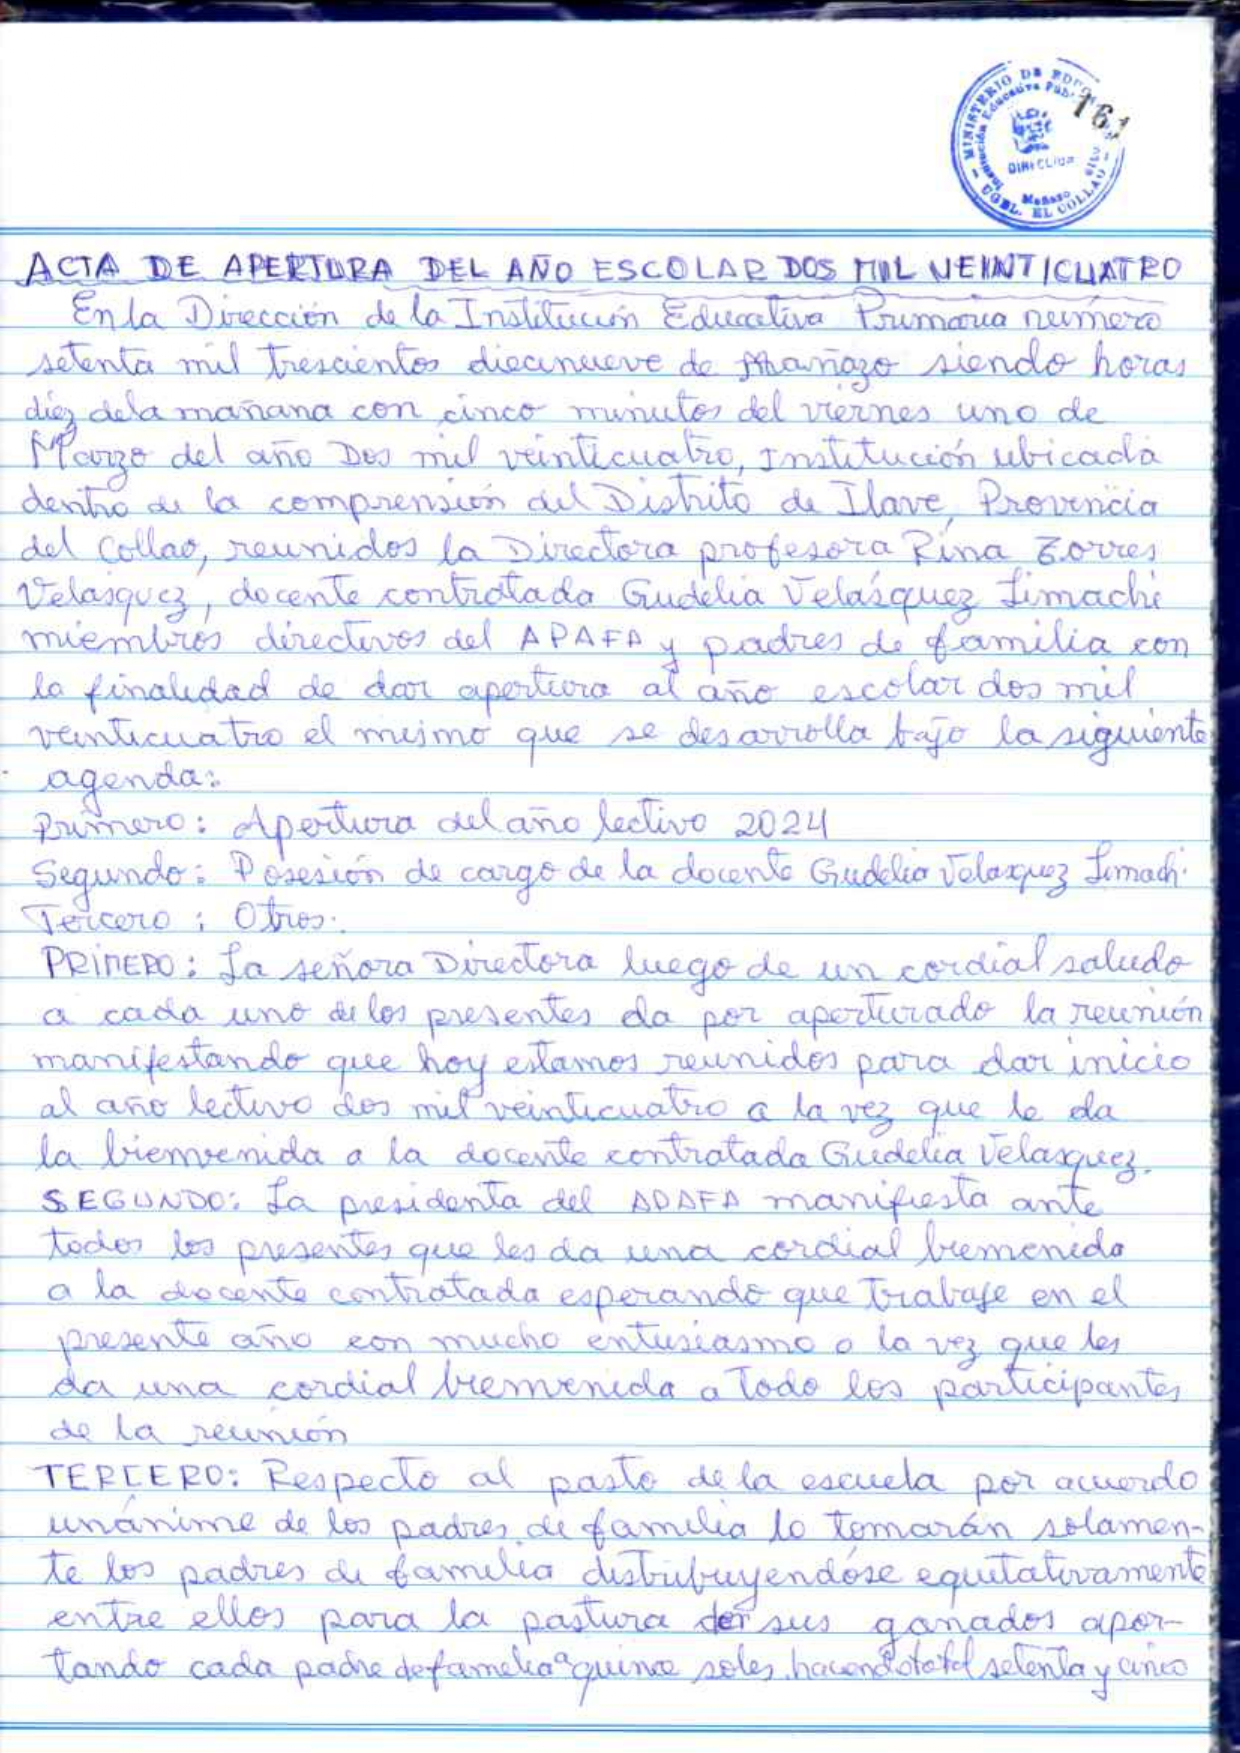 MINISTERIO DE EDUC
Institución Educativa Púb
161
DIRECCION
Mañazo
UGEL. EL COLLAO
ACTA DE APERTURA DEL AÑO ESCOLAR DOS MIL VEINTICUATRO
En la Dirección de la Institución Educativa Primaria número
setenta mil trescientos diecinueve de Mañazo siendo horas
diez dela mañana con cinco minutos del viernes uno de
Marzo del año Dos mil veinticuatro, Institución ubicada
dentro de la comprensión del Distrito de Ilave, Provincia
del Collao, reunidos la Directora profesora Rina Torres
Velasquez, docente contratada Gudelia Velásquez Limachi
miembros directivos del APAFA y padres de familia con
la finalidad de dar apertura al año escolar dos mil
veinticuatro el mismo que se desarrolla bajo la siguiente
agenda:
Primero: Apertura del año lectivo 2024
Segundo: Posesión de cargo de la docente Gudelia Velasquez Limachi.
Tercero: Otros.
PRIMERO: La señora Directora luego de un cordial saludo
a cada uno de los presentes da por aperturado la reunión
manifestando que hoy estamos reunidos para dar inicio
al año lectivo dos mil veinticuatro a la vez que le da
la bienvenida a la docente contratada Gudelia Velasquez.
SEGUNDO: La presidenta del APAFA manifiesta ante
todos los presentes que les da una cordial bienvenida
a la docente contratada esperando que trabaje en el
presente año con mucho entusiasmo a la vez que les
da una cordial bienvenida a todo los participantes
de la reunión
TERCERO: Respecto al pasto de la escuela por acuerdo
unánime de los padres de familia lo tomarán solamen-
te los padres de familia distribuyendóse equitativamente
entre ellos para la pastura de sus ganados apor-
tando cada padre de familia a quince soles haciendo total setenta y cinco